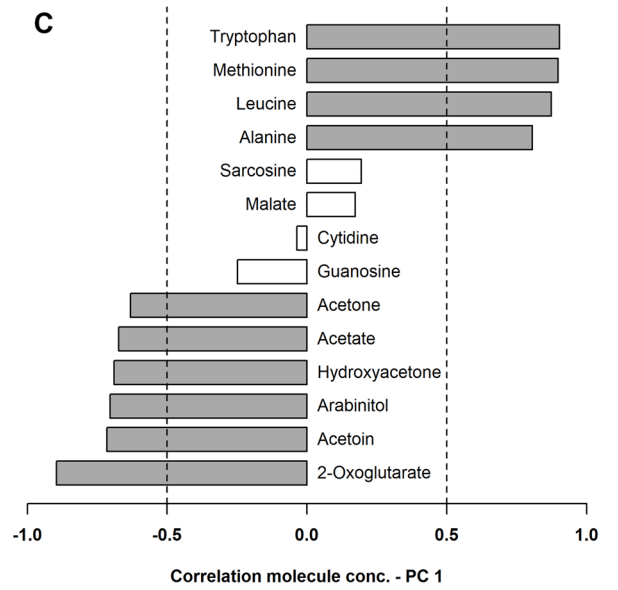 C
Tryptophan
Methionine
Leucine
Alanine
Sarcosine
Malate
Cytidine
Guanosine
Acetone
Acetate
Hydroxyacetone
Arabinitol
Acetoin
2-Oxoglutarate
-1.0 -0.5 0.0 0.5 1.0
Correlation molecule conc. - PC 1